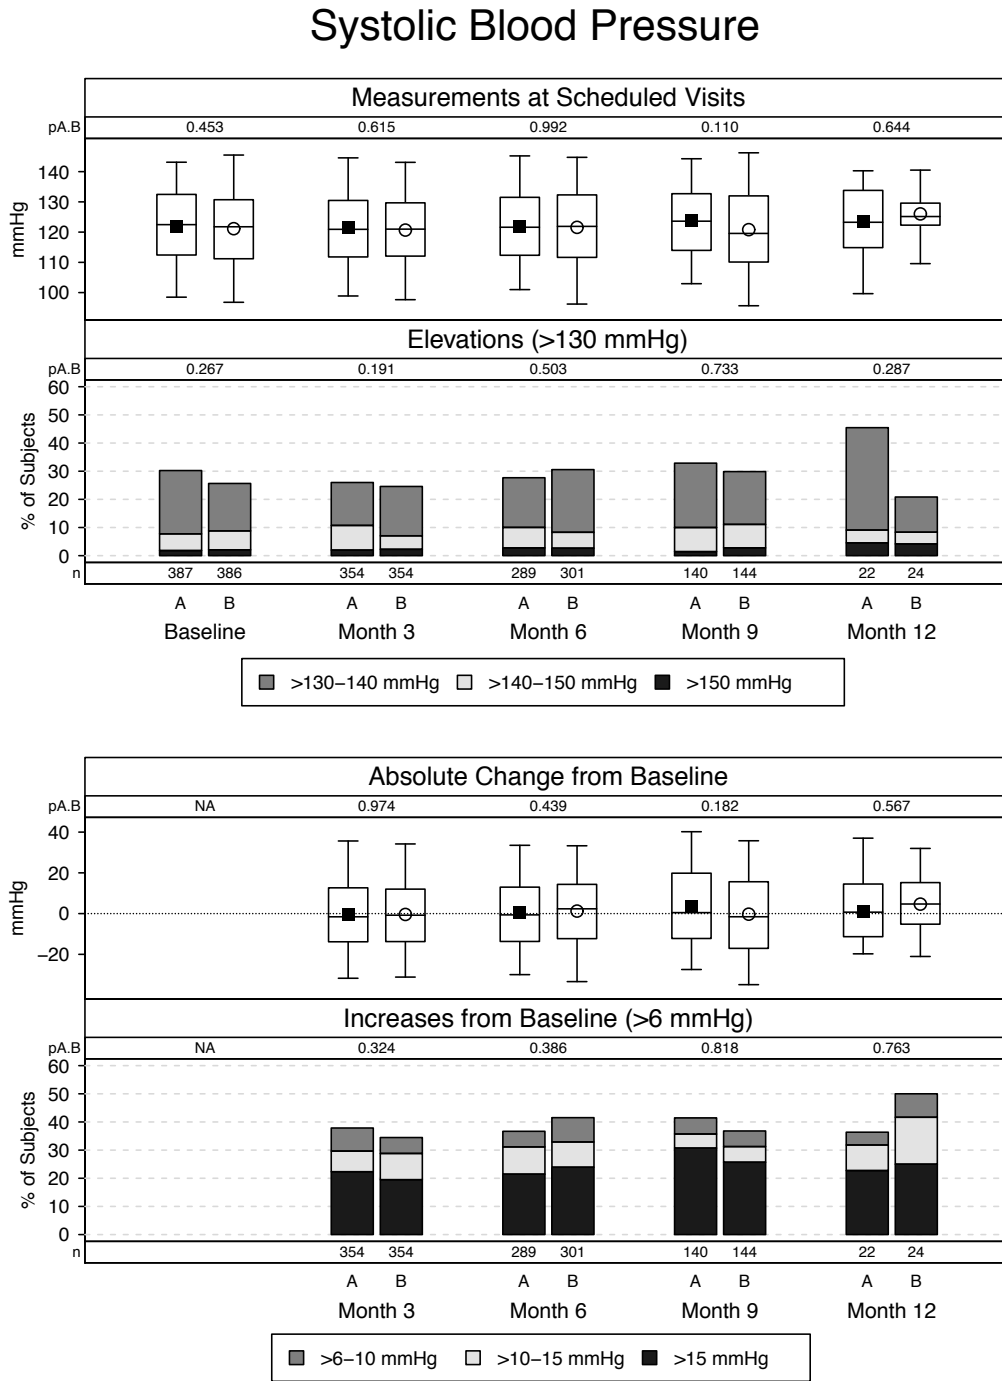 Systolic Blood Pressure
Measurements at Scheduled Visits
pA.B 0.453 0.615 0.992 0.110 0.644
mmHg
140
130
120
110
100
Elevations (>130 mmHg)
pA.B 0.267 0.191 0.503 0.733 0.287
% of Subjects
60
50
40
30
20
10
0
n 387 386 354 354 289 301 140 144 22 24
A B A B A B A B A B
Baseline Month 3 Month 6 Month 9 Month 12
>130−140 mmHg >140−150 mmHg >150 mmHg
Absolute Change from Baseline
pA.B NA 0.974 0.439 0.182 0.567
mmHg
40
20
0
−20
Increases from Baseline (>6 mmHg)
pA.B NA 0.324 0.386 0.818 0.763
% of Subjects
60
50
40
30
20
10
0
n 354 354 289 301 140 144 22 24
A B A B A B A B
Month 3 Month 6 Month 9 Month 12
>6−10 mmHg >10−15 mmHg >15 mmHg